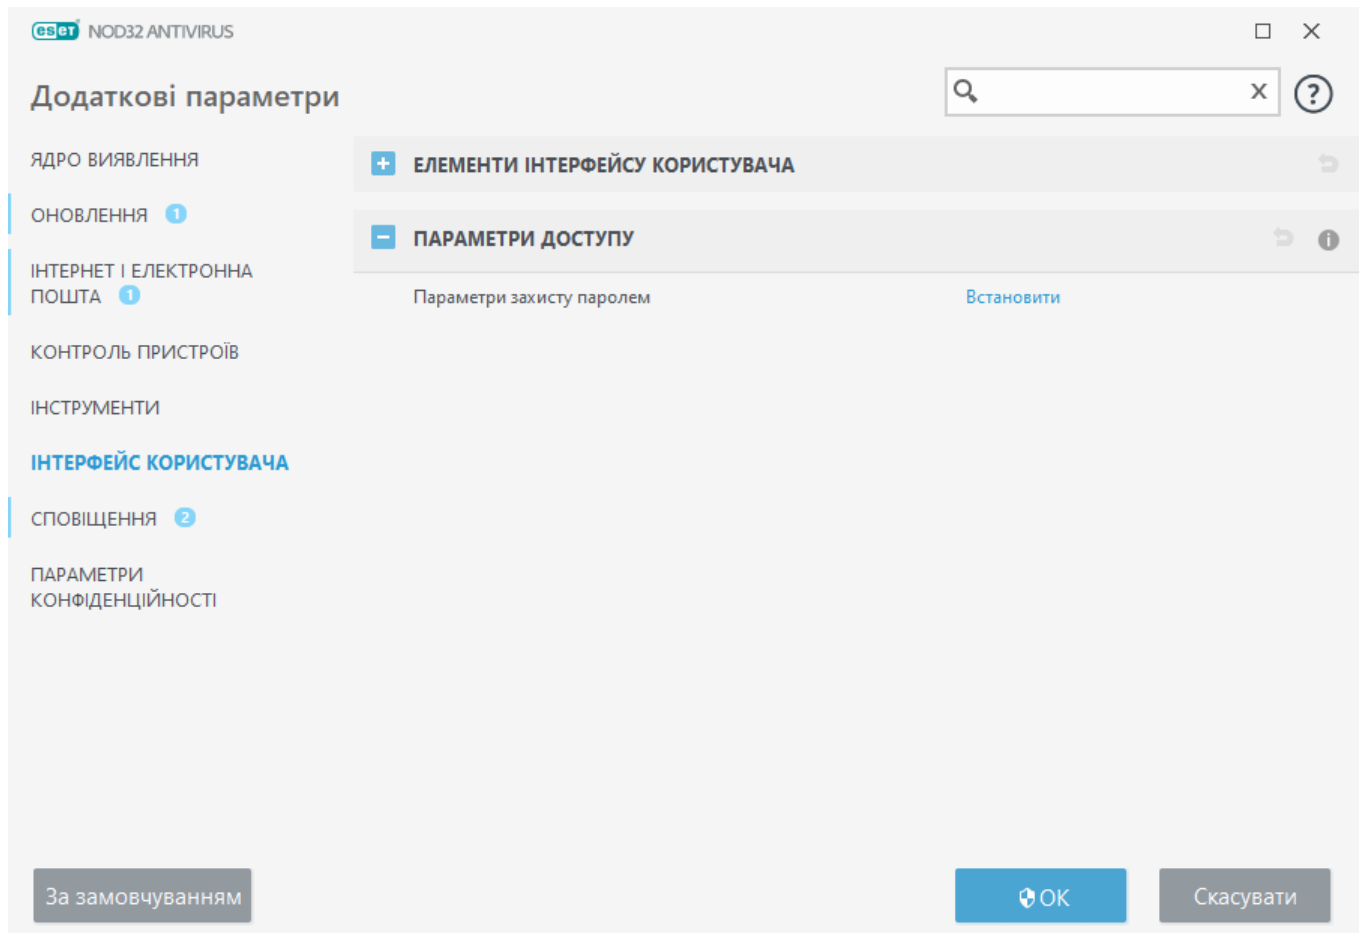 eset NOD32 ANTIVIRUS
Додаткові параметри
x
?
ЯДРО ВИЯВЛЕННЯ
ОНОВЛЕННЯ 1
ІНТЕРНЕТ І ЕЛЕКТРОННА
ПОШТА 1
КОНТРОЛЬ ПРИСТРОЇВ
ІНСТРУМЕНТИ
ІНТЕРФЕЙС КОРИСТУВАЧА
СПОВІЩЕННЯ 2
ПАРАМЕТРИ
КОНФІДЕНЦІЙНОСТІ
ЕЛЕМЕНТИ ІНТЕРФЕЙСУ КОРИСТУВАЧА
ПАРАМЕТРИ ДОСТУПУ
Параметри захисту паролем Встановити
За замовчуванням
ОК
Скасувати